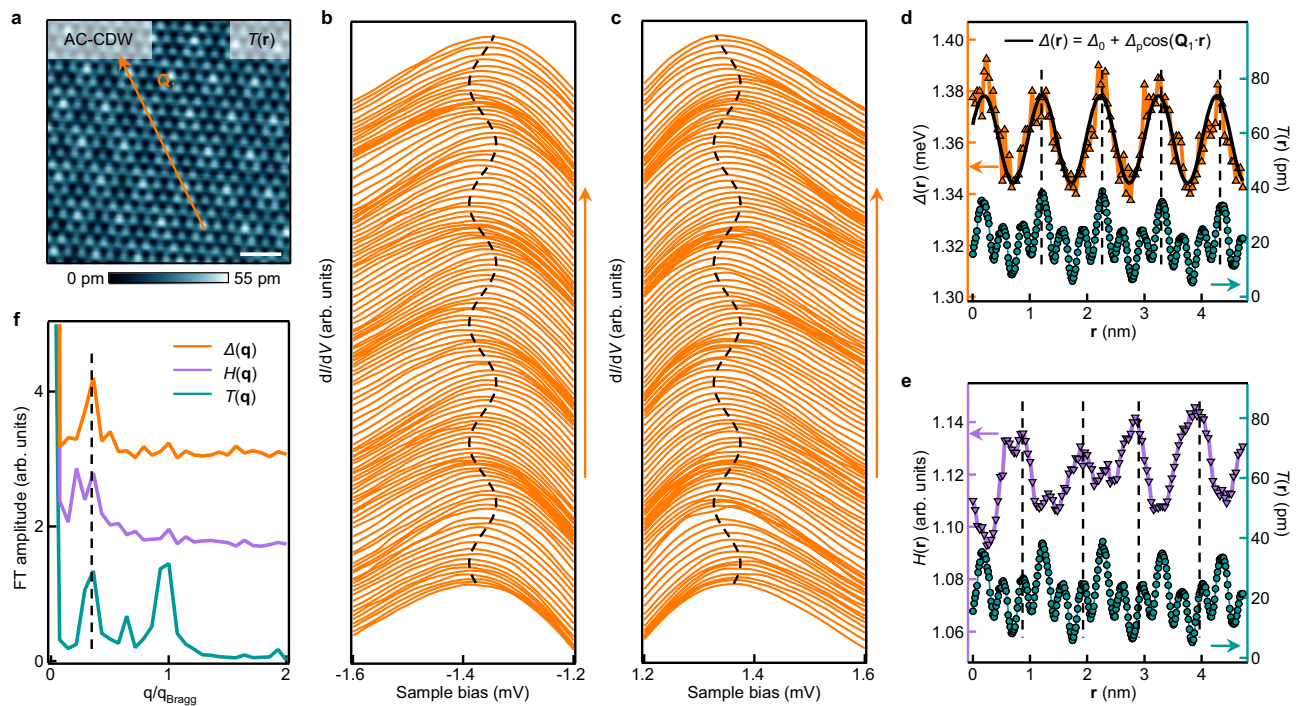 a
AC-CDW
T(r)
Q₁
0 pm
55 pm
b
dI/dV (arb. units)
-1.6
-1.4
-1.2
Sample bias (mV)
c
dI/dV (arb. units)
1.2
1.4
1.6
Sample bias (mV)
d
Δ(r) = Δ₀ + Δₚcos(Q₁·r)
1.40
1.38
1.36
1.34
1.32
1.30
Δ(r) (meV)
80
60
40
20
0
T(r) (pm)
0
1
2
3
4
r (nm)
e
1.14
1.12
1.10
1.08
1.06
H(r) (arb. units)
80
60
40
20
0
T(r) (pm)
0
1
2
3
4
r (nm)
f
Δ(q)
H(q)
T(q)
4
2
0
FT amplitude (arb. units)
0
1
2
q/q_Bragg